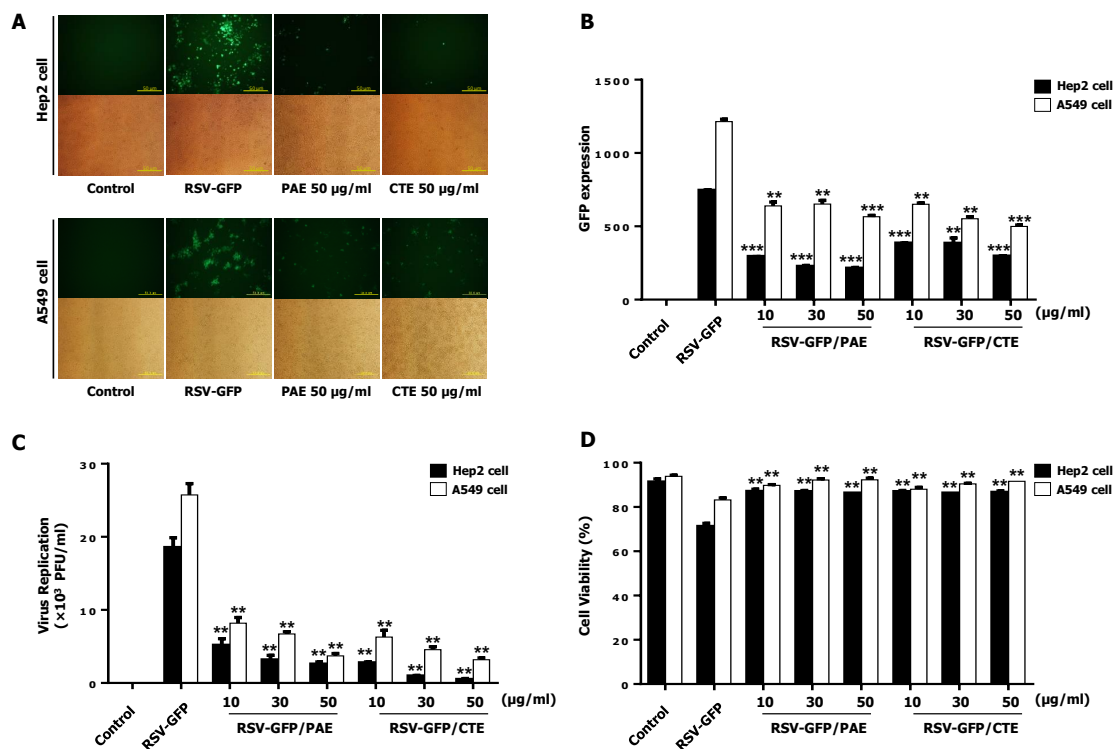 A
Hep2 cell
50 µm
Control
RSV-GFP
PAE 50 µg/ml
CTE 50 µg/ml
A549 cell
Control
RSV-GFP
PAE 50 µg/ml
CTE 50 µg/ml
B
Hep2 cell
A549 cell
GFP expression
1500
1000
500
0
** ** *** ** ** ***
*** *** *** *** ** ***
Control
RSV-GFP
10 30 50 10 30 50 (µg/ml)
RSV-GFP/PAE RSV-GFP/CTE
C
Hep2 cell
A549 cell
Virus Replication
(×10³ PFU/ml)
30
20
10
0
** ** ** ** ** **
** ** ** ** ** **
Control
RSV-GFP
10 30 50 10 30 50 (µg/ml)
RSV-GFP/PAE RSV-GFP/CTE
D
Hep2 cell
A549 cell
Cell Viability (%)
100
80
60
40
20
0
** ** ** ** ** **
** ** ** ** ** **
Control
RSV-GFP
10 30 50 10 30 50 (µg/ml)
RSV-GFP/PAE RSV-GFP/CTE